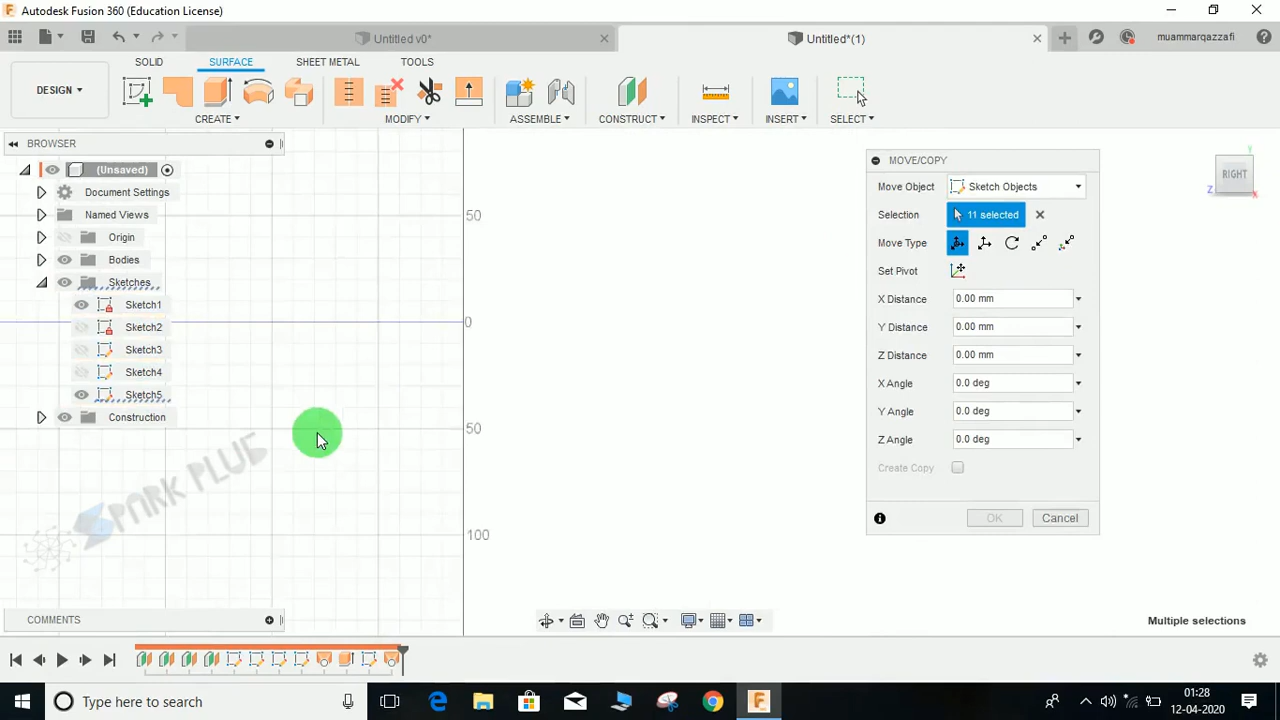 Autodesk Fusion 360 (Education License)
Untitled v0*
Untitled*(1)
muammarqazzafi
DESIGN
SOLID
SURFACE
SHEET METAL
TOOLS
CREATE
MODIFY
ASSEMBLE
CONSTRUCT
INSPECT
INSERT
SELECT
BROWSER
(Unsaved)
Document Settings
Named Views
Origin
Bodies
Sketches
Sketch1
Sketch2
Sketch3
Sketch4
Sketch5
Construction
50
0
50
100
SPARK PLUG
MOVE/COPY
Move Object Sketch Objects
Selection 11 selected
Move Type
Set Pivot
X Distance 0.00 mm
Y Distance 0.00 mm
Z Distance 0.00 mm
X Angle 0.0 deg
Y Angle 0.0 deg
Z Angle 0.0 deg
Create Copy
OK Cancel
Y
RIGHT
Z X
COMMENTS
Multiple selections
Type here to search
01:28
12-04-2020